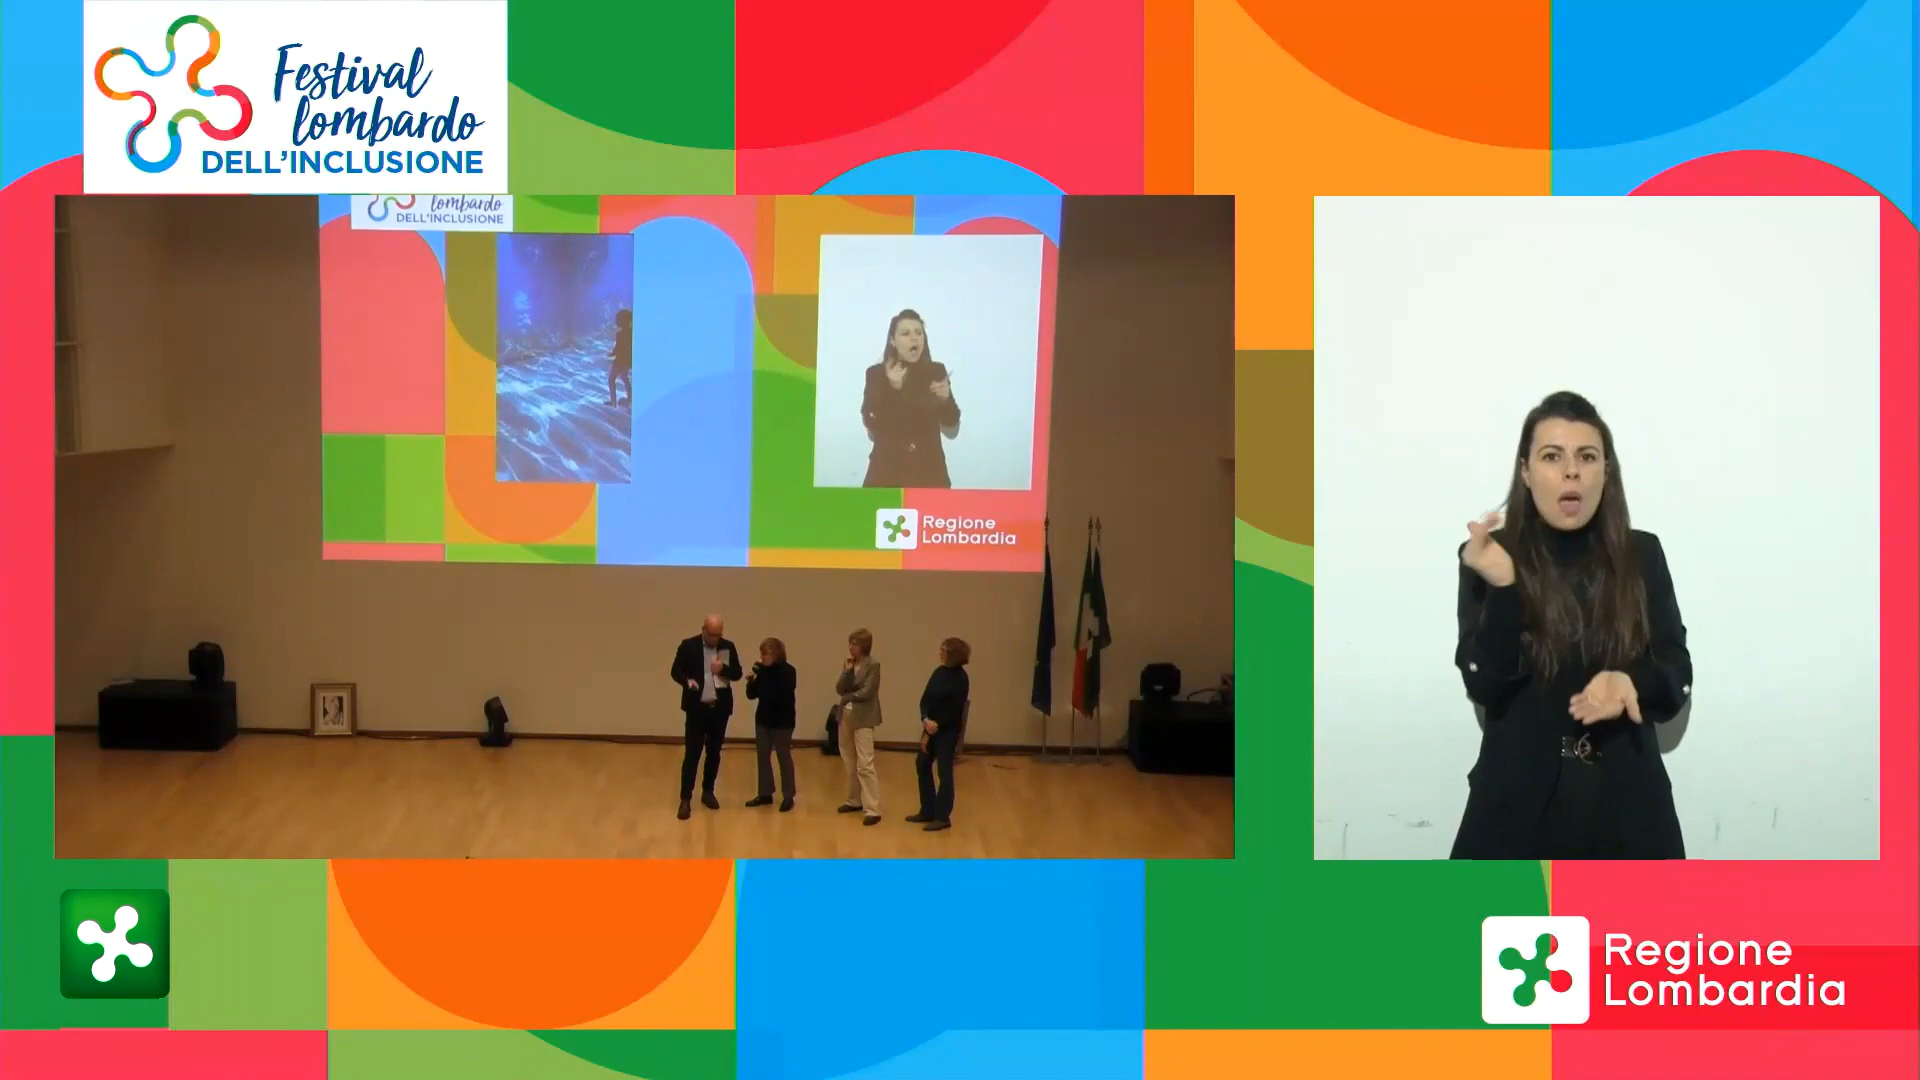 Festival
lombardo
DELL'INCLUSIONE
lombardo
DELL'INCLUSIONE
Regione
Lombardia
Regione
Lombardia